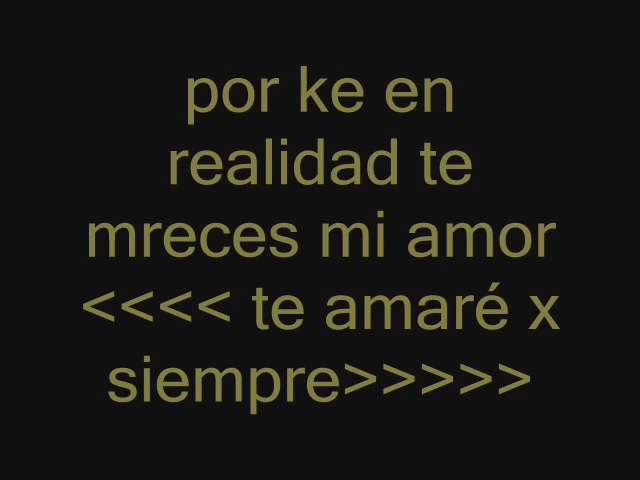 por ke en
realidad te
mreces mi amor
<<<< te amaré x
siempre>>>>>